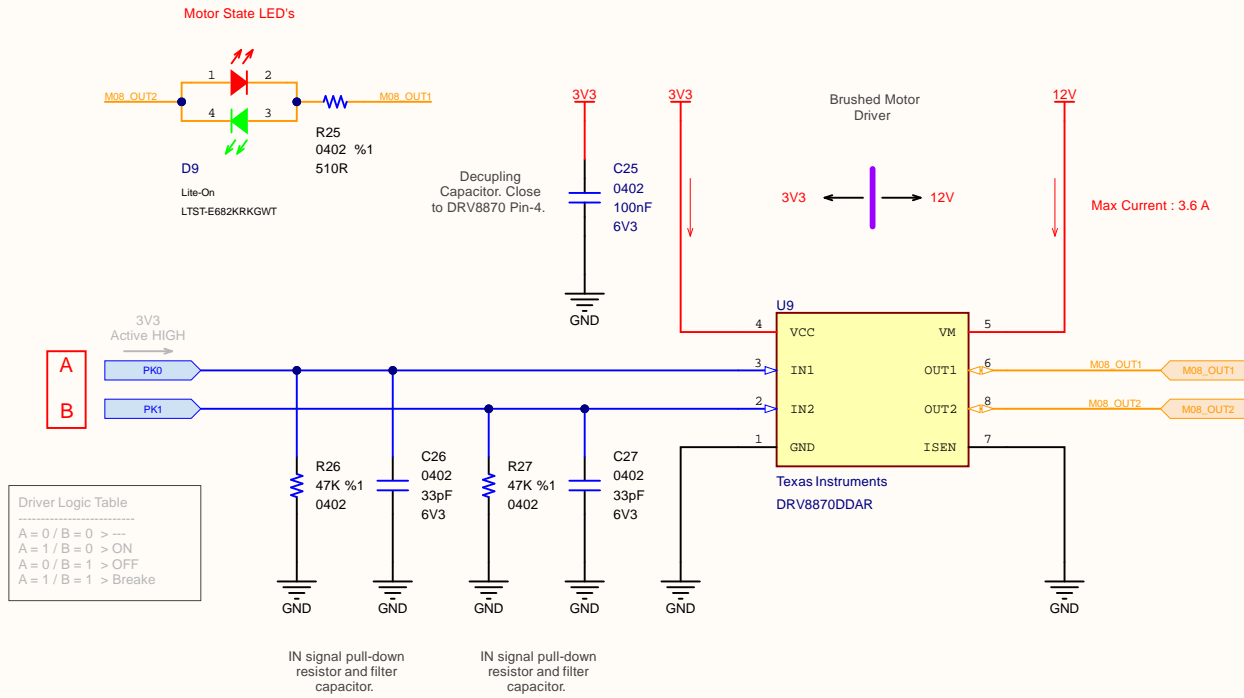 Motor State LED's
1
2
M08_OUT2
M08_OUT1
4
3
R25
0402 %1
510R
D9
Lite-On
LTST-E682KRKGWT
3V3
Decupling
Capacitor. Close
to DRV8870 Pin-4.
C25
0402
100nF
6V3
GND
3V3
Brushed Motor
Driver
12V
3V3
12V
Max Current : 3.6 A
3V3
Active HIGH
A
B
PK0
PK1
U9
4
VCC
VM
5
3
IN1
OUT1
6
M08_OUT1
M08_OUT1
2
IN2
OUT2
8
M08_OUT2
M08_OUT2
1
GND
ISEN
7
Texas Instruments
DRV8870DDAR
R26
47K %1
0402
C26
0402
33pF
6V3
R27
47K %1
0402
C27
0402
33pF
6V3
Driver Logic Table
--------------------------
A = 0 / B = 0 > ---
A = 1 / B = 0 > ON
A = 0 / B = 1 > OFF
A = 1 / B = 1 > Breake
GND
GND
GND
GND
GND
GND
IN signal pull-down
resistor and filter
capacitor.
IN signal pull-down
resistor and filter
capacitor.